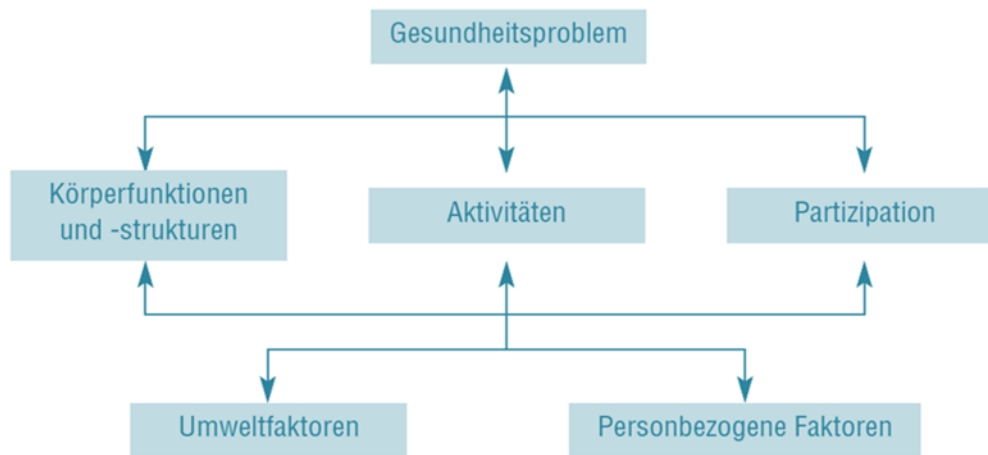 Gesundheitsproblem
Körperfunktionen
und -strukturen
Aktivitäten
Partizipation
Umweltfaktoren
Personbezogene Faktoren